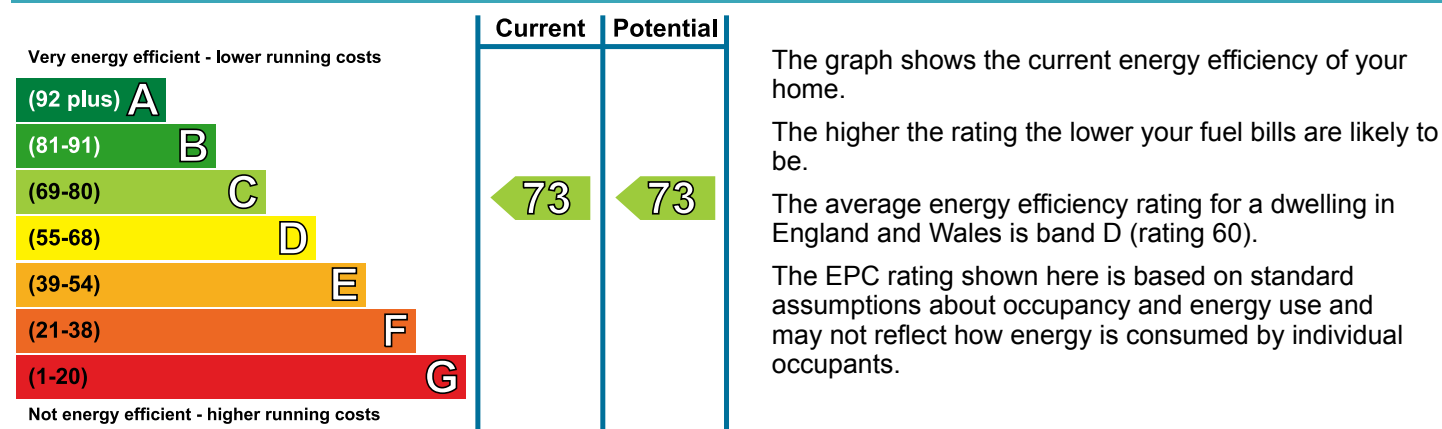 Current Potential
Very energy efficient - lower running costs
(92 plus) A
(81-91) B
(69-80) C
73 73
(55-68) D
(39-54) E
(21-38) F
(1-20) G
Not energy efficient - higher running costs
The graph shows the current energy efficiency of your
home.
The higher the rating the lower your fuel bills are likely to
be.
The average energy efficiency rating for a dwelling in
England and Wales is band D (rating 60).
The EPC rating shown here is based on standard
assumptions about occupancy and energy use and
may not reflect how energy is consumed by individual
occupants.